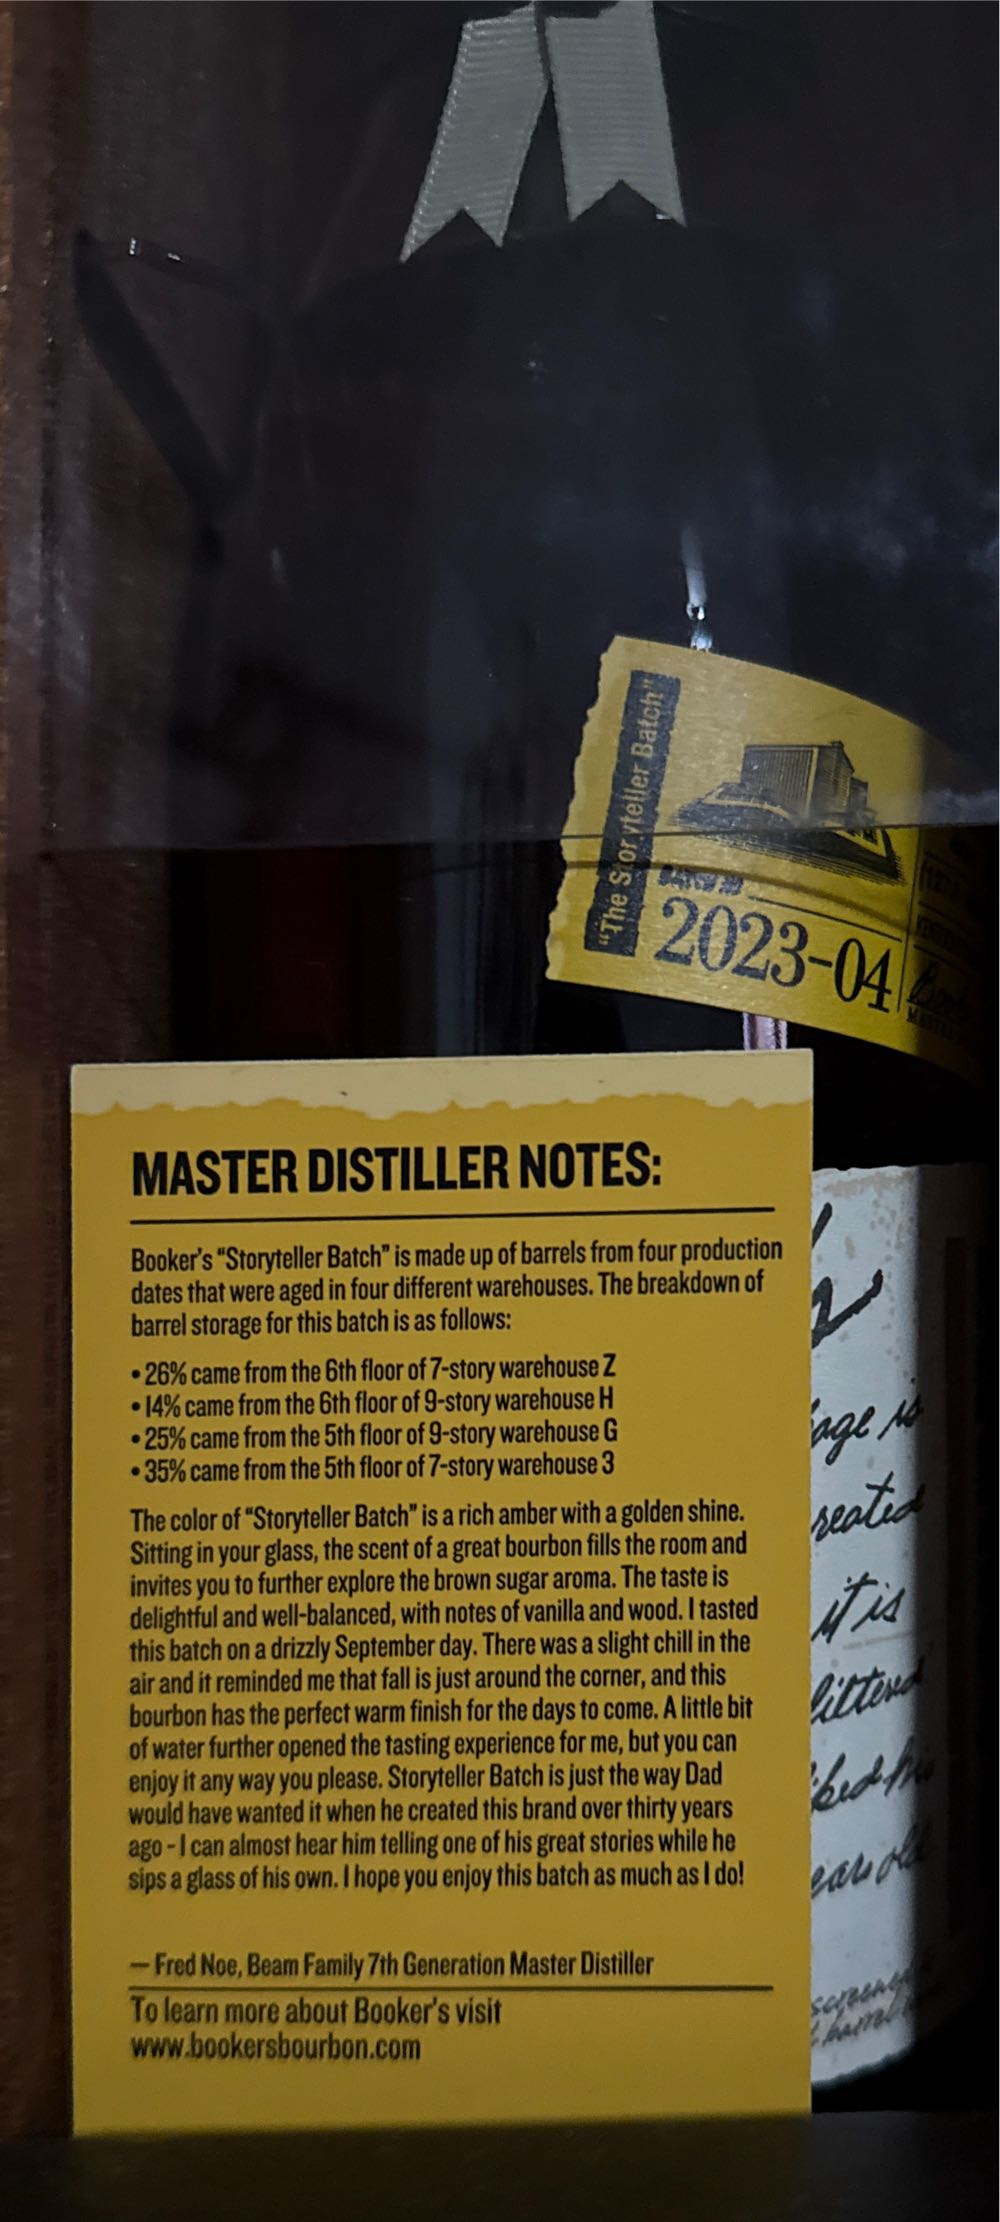 "The Storyteller Batch"
2023-04
MASTER DISTILLER NOTES:
Booker's “Storyteller Batch” is made up of barrels from four production
dates that were aged in four different warehouses. The breakdown of
barrel storage for this batch is as follows:
• 26% came from the 6th floor of 7-story warehouse Z
• 14% came from the 6th floor of 9-story warehouse H
• 25% came from the 5th floor of 9-story warehouse G
• 35% came from the 5th floor of 7-story warehouse 3
The color of “Storyteller Batch” is a rich amber with a golden shine.
Sitting in your glass, the scent of a great bourbon fills the room and
invites you to further explore the brown sugar aroma. The taste is
delightful and well-balanced, with notes of vanilla and wood. I tasted
this batch on a drizzly September day. There was a slight chill in the
air and it reminded me that fall is just around the corner, and this
bourbon has the perfect warm finish for the days to come. A little bit
of water further opened the tasting experience for me, but you can
enjoy it any way you please. Storyteller Batch is just the way Dad
would have wanted it when he created this brand over thirty years
ago - I can almost hear him telling one of his great stories while he
sips a glass of his own. I hope you enjoy this batch as much as I do!
— Fred Noe, Beam Family 7th Generation Master Distiller
To learn more about Booker's visit
www.bookersbourbon.com
is
it is
old